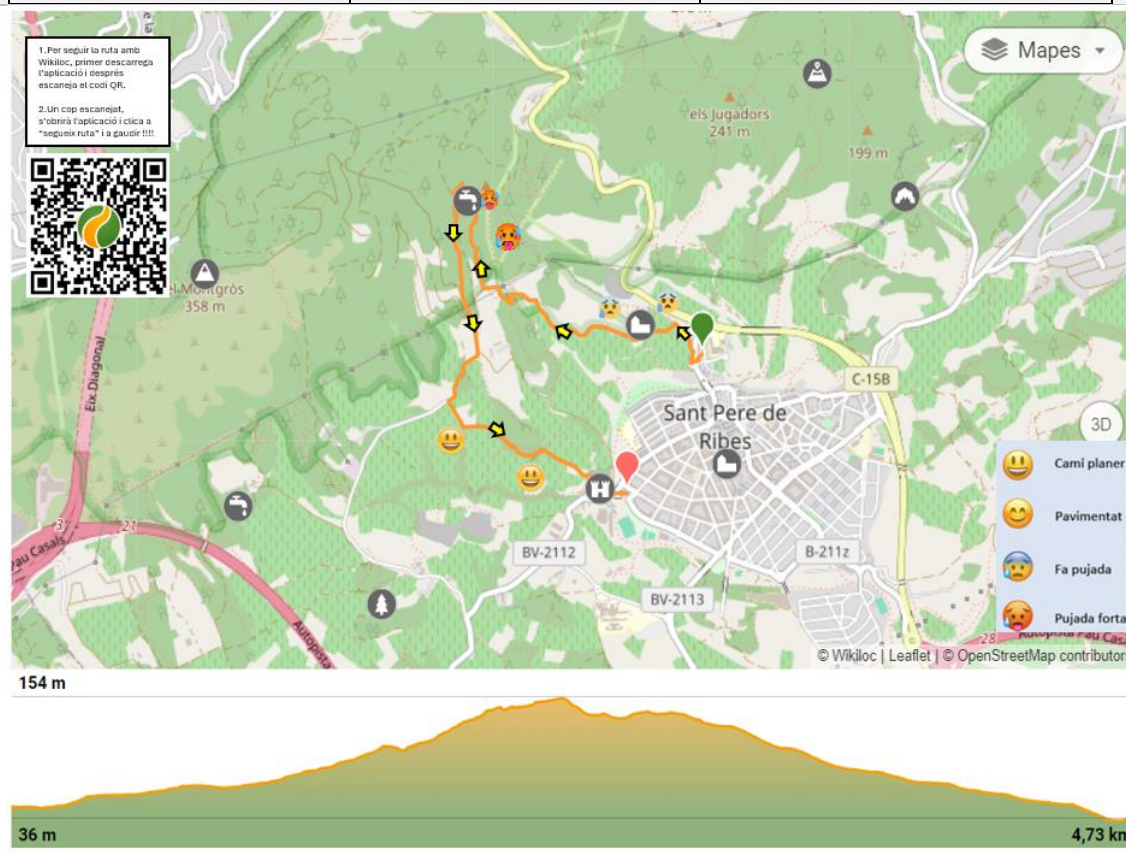 1.Per seguir la ruta amb
Wikiloc, primer descarrega
l'aplicació i després
escaneja el codi QR.
2.Un cop escanejat,
s'obrirà l'aplicació i clica a
"segueix ruta" i a gaudir !!!!
Mapes
els Jugadors
241 m
199 m
el Montgròs
358 m
Eix Diagonal
C-15B
Sant Pere de
Ribes
3D
Camí planer
Pavimentat
Fa pujada
Pujada forta
21
Pau Casals
BV-2112
B-211z
BV-2113
Autopista
28
Autopista Pau Cas
© Wikiloc | Leaflet | © OpenStreetMap contributors
154 m
36 m
4,73 km